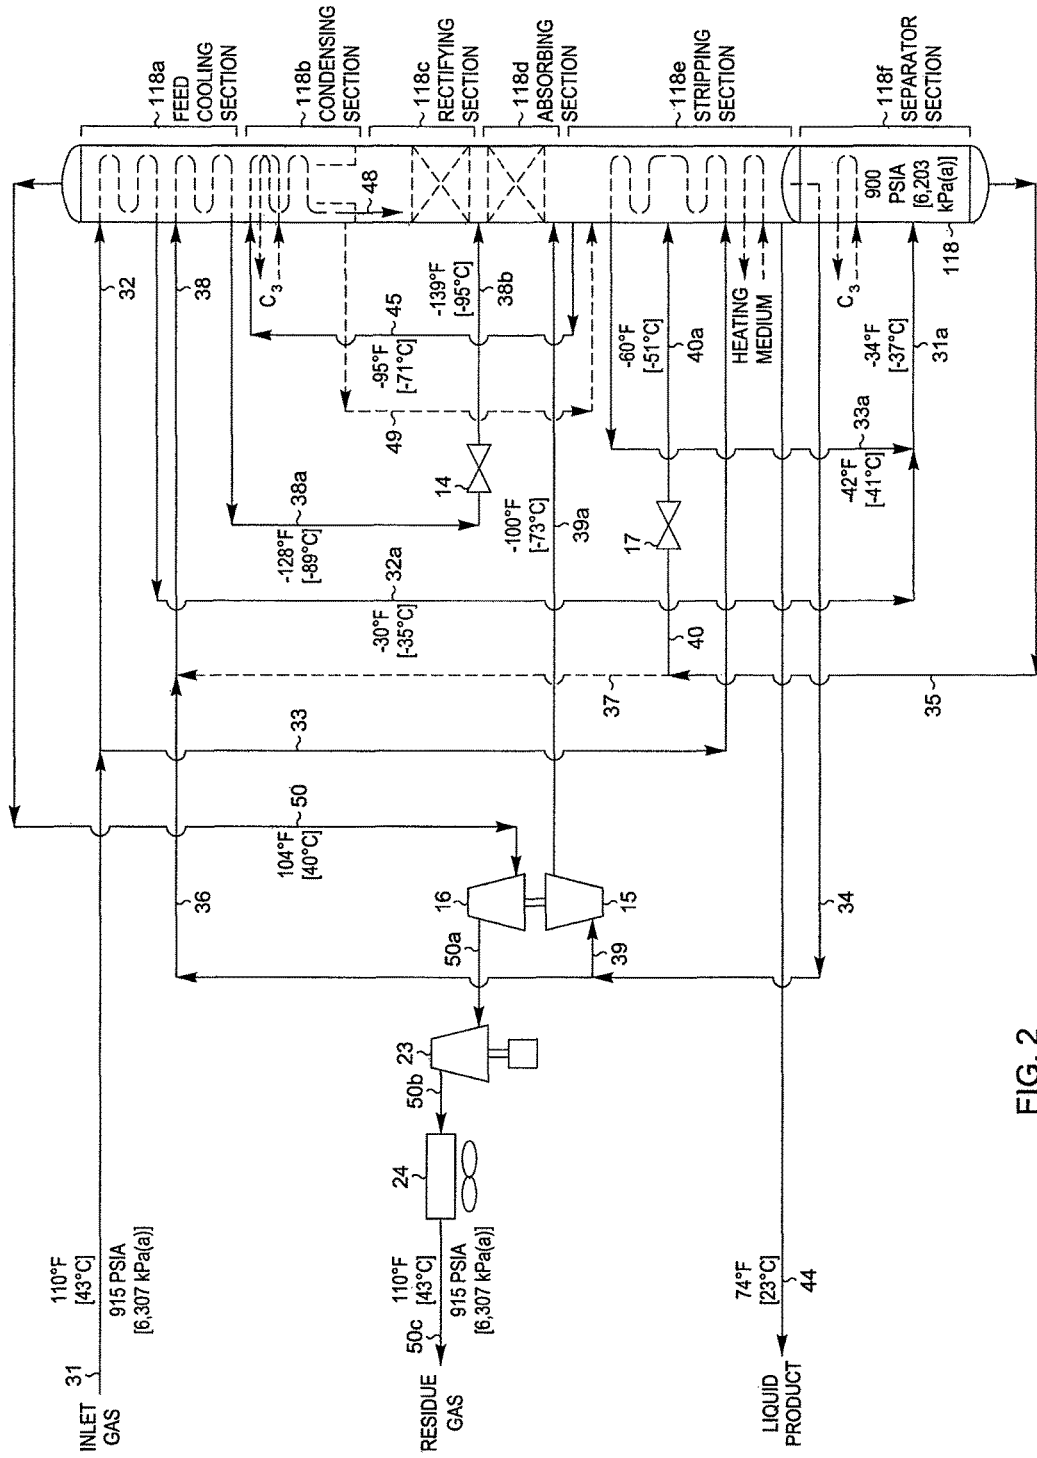 118a
FEED
COOLING
SECTION
118b
CONDENSING
SECTION
118c
RECTIFYING
SECTION
118d
ABSORBING
SECTION
118e
STRIPPING
SECTION
118f
SEPARATOR
SECTION
900
PSIA
[6,203
kPa(a)]
118
48
32
38
C3
45
-95°F
[-71°C]
-139°F
[-95°C]
38b
-60°F
[-51°C]
40a
HEATING
MEDIUM
C3
-34°F
[-37°C]
31a
49
14
38a
-128°F
[-89°C]
-100°F
[-73°C]
39a
17
33a
-42°F
[-41°C]
32a
-30°F
[-35°C]
40
37
35
33
50
104°F
[40°C]
36
16
15
34
50a
39
23
50b
24
110°F
[43°C]
915 PSIA
[6,307 kPa(a)]
31
INLET
GAS
110°F
[43°C]
915 PSIA
[6,307 kPa(a)]
50c
RESIDUE
GAS
74°F
[23°C]
44
LIQUID
PRODUCT
FIG. 2